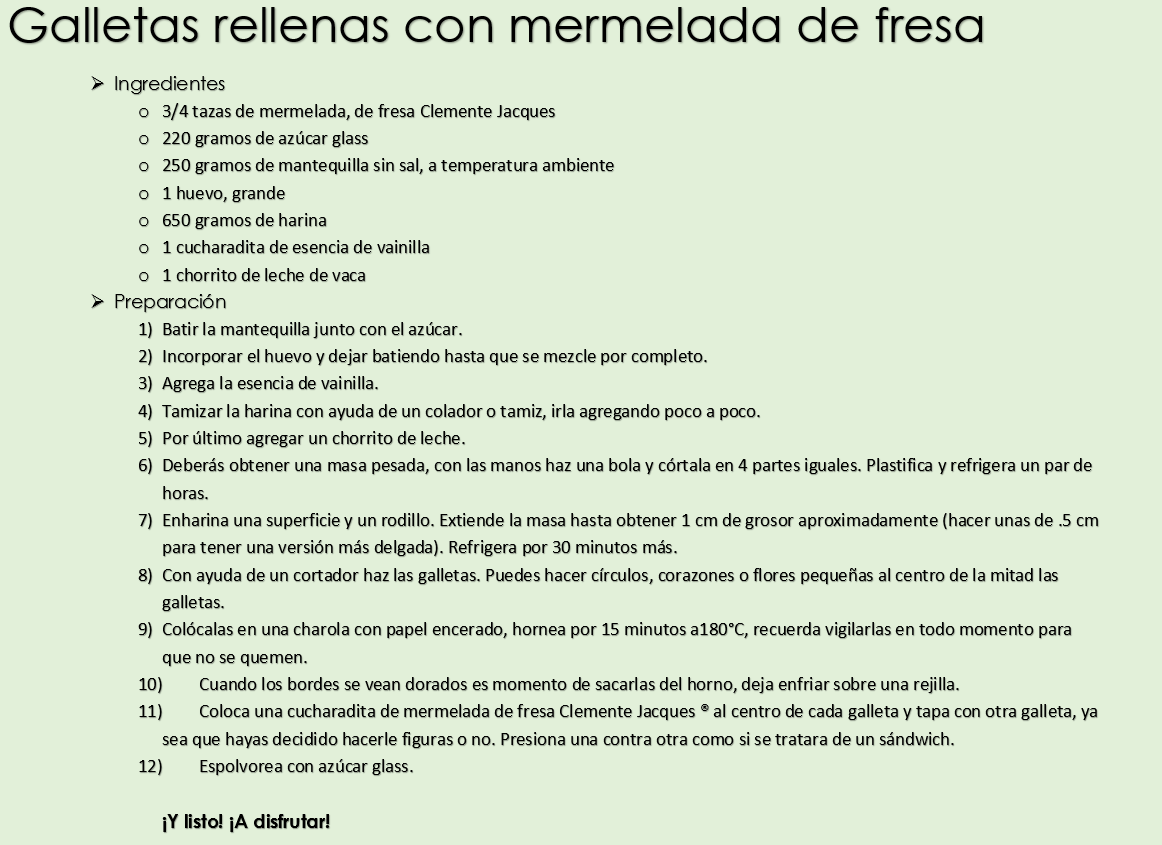 Galletas rellenas con mermelada de fresa
➢ Ingredientes
o 3/4 tazas de mermelada, de fresa Clemente Jacques
o 220 gramos de azúcar glass
o 250 gramos de mantequilla sin sal, a temperatura ambiente
o 1 huevo, grande
o 650 gramos de harina
o 1 cucharadita de esencia de vainilla
o 1 chorrito de leche de vaca
➢ Preparación
1) Batir la mantequilla junto con el azúcar.
2) Incorporar el huevo y dejar batiendo hasta que se mezcle por completo.
3) Agrega la esencia de vainilla.
4) Tamizar la harina con ayuda de un colador o tamiz, irla agregando poco a poco.
5) Por último agregar un chorrito de leche.
6) Deberás obtener una masa pesada, con las manos haz una bola y córtala en 4 partes iguales. Plastifica y refrigera un par de
horas.
7) Enharina una superficie y un rodillo. Extiende la masa hasta obtener 1 cm de grosor aproximadamente (hacer unas de .5 cm
para tener una versión más delgada). Refrigera por 30 minutos más.
8) Con ayuda de un cortador haz las galletas. Puedes hacer círculos, corazones o flores pequeñas al centro de la mitad las
galletas.
9) Colócalas en una charola con papel encerado, hornea por 15 minutos a180°C, recuerda vigilarlas en todo momento para
que no se quemen.
10) Cuando los bordes se vean dorados es momento de sacarlas del horno, deja enfriar sobre una rejilla.
11) Coloca una cucharadita de mermelada de fresa Clemente Jacques ® al centro de cada galleta y tapa con otra galleta, ya
sea que hayas decidido hacerle figuras o no. Presiona una contra otra como si se tratara de un sándwich.
12) Espolvorea con azúcar glass.
¡Y listo! ¡A disfrutar!